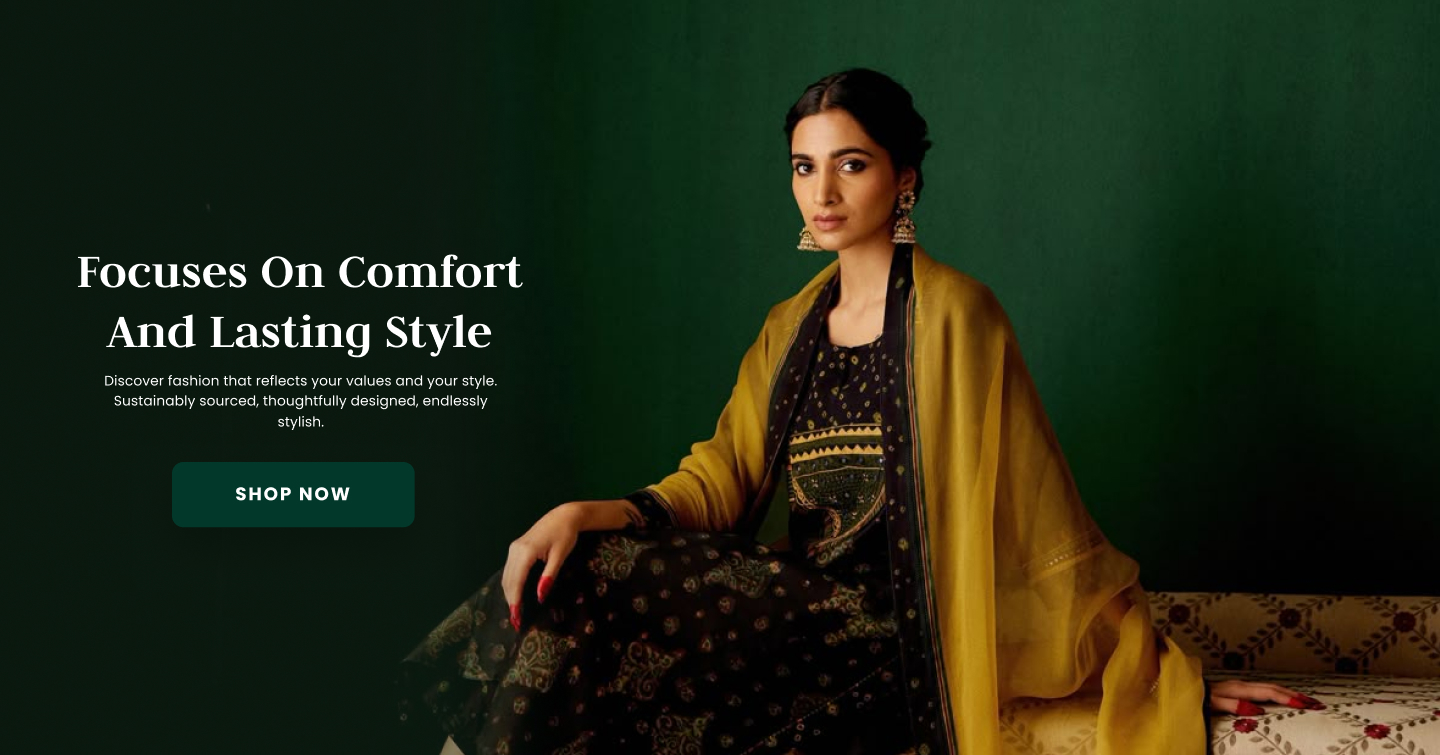 Focuses On Comfort
And Lasting Style
Discover fashion that reflects your values and your style.
Sustainably sourced, thoughtfully designed, endlessly
stylish.
SHOP NOW